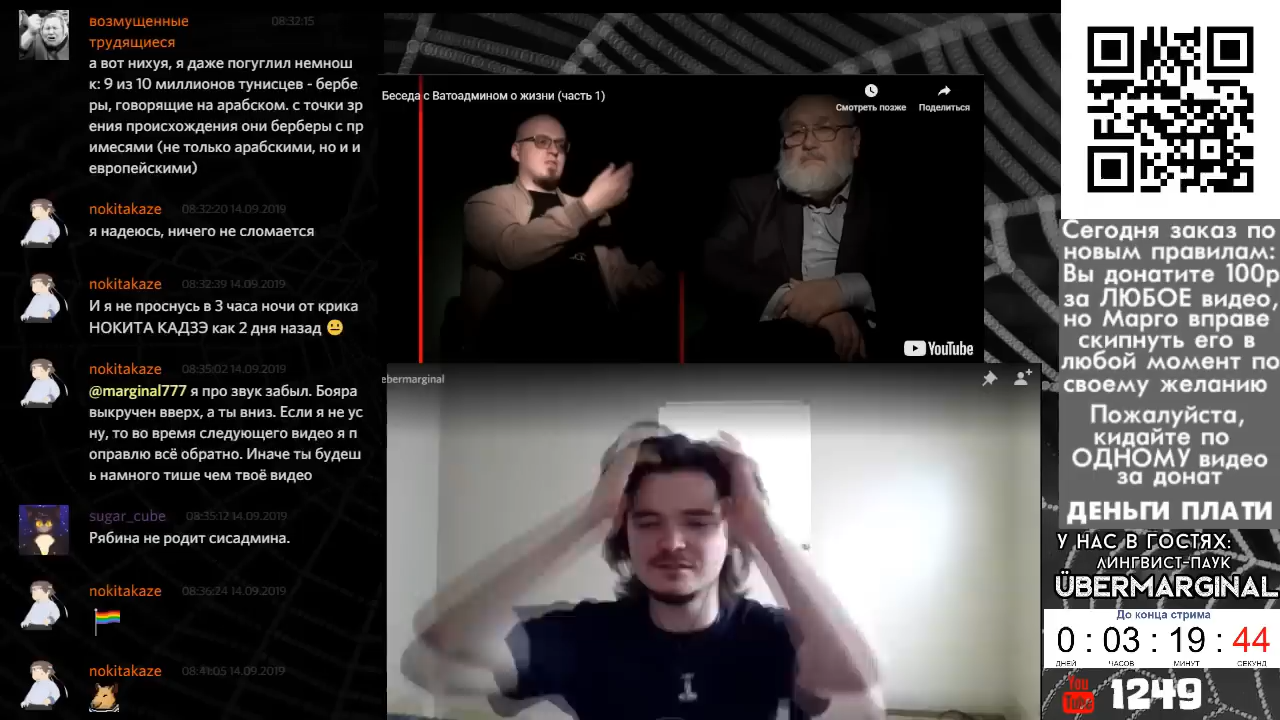 возмущенные
трудящиеся
08:32:15
а вот нихуя, я даже погуглил немнош
к: 9 из 10 миллионов тунисцев - бербе
ры, говорящие на арабском. с точки зр
ения происхождения они берберы с пр
имесями (не только арабскими, но и и
европейскими)
nokitakaze 08:32:20 14.09.2019
я надеюсь, ничего не сломается
nokitakaze 08:32:39 14.09.2019
И я не проснусь в 3 часа ночи от крика
НОКИТА КАДЗЭ как 2 дня назад
nokitakaze 08:35:02 14.09.2019
@marginal777 я про звук забыл. Бояра
выкручен вверх, а ты вниз. Если я не ус
ну, то во время следующего видео я п
оправлю всё обратно. Иначе ты будеш
ь намного тише чем твоё видео
sugar_cube 08:35:12 14.09.2019
Рябина не родит сисадмина.
nokitakaze 08:36:24 14.09.2019
nokitakaze 08:41:05 14.09.2019
Беседа с Ватоадмином о жизни (часть 1)
Смотреть позже
Поделиться
YouTube
ebermarginal
Сегодня заказ по
новым правилам:
Вы донатите 100р
за ЛЮБОЕ видео,
но Марго вправе
скипнуть его в
любой момент по
своему желанию
Пожалуйста,
кидайте по
ОДНОМУ видео
за донат
ДЕНЬГИ ПЛАТИ
У НАС В ГОСТЯХ:
ЛИНГВИСТ-ПАУК
ÜBERMARGINAL
До конца стрима
0 : 03 : 19 : 44
ДНЕЙ ЧАСОВ МИНУТ СЕКУНД
You Tube 1249